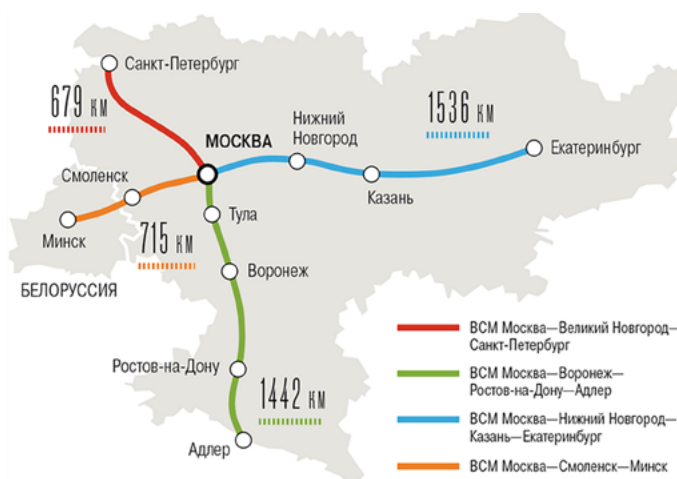 Санкт-Петербург
679 км
1536 км
Нижний
Новгород
МОСКВА
Екатеринбург
Смоленск
Казань
Тула
Минск
715 км
БЕЛОРУССИЯ
Воронеж
Ростов-на-Дону
1442 км
Адлер
ВСМ Москва—Великий Новгород—
Санкт-Петербург
ВСМ Москва—Воронеж—
Ростов-на-Дону—Адлер
ВСМ Москва—Нижний Новгород—
Казань—Екатеринбург
ВСМ Москва—Смоленск—Минск